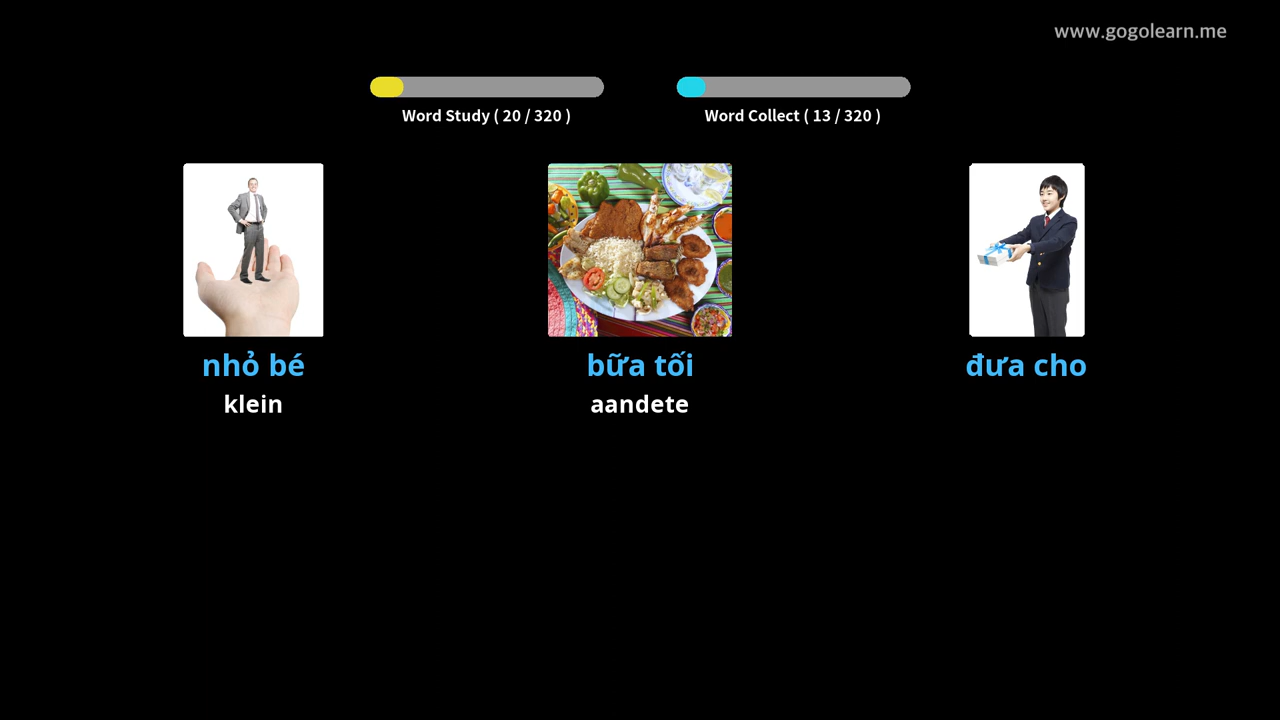 www.gogolearn.me
Word Study ( 20 / 320 )
Word Collect ( 13 / 320 )
nhỏ bé
klein
bữa tối
aandete
đưa cho